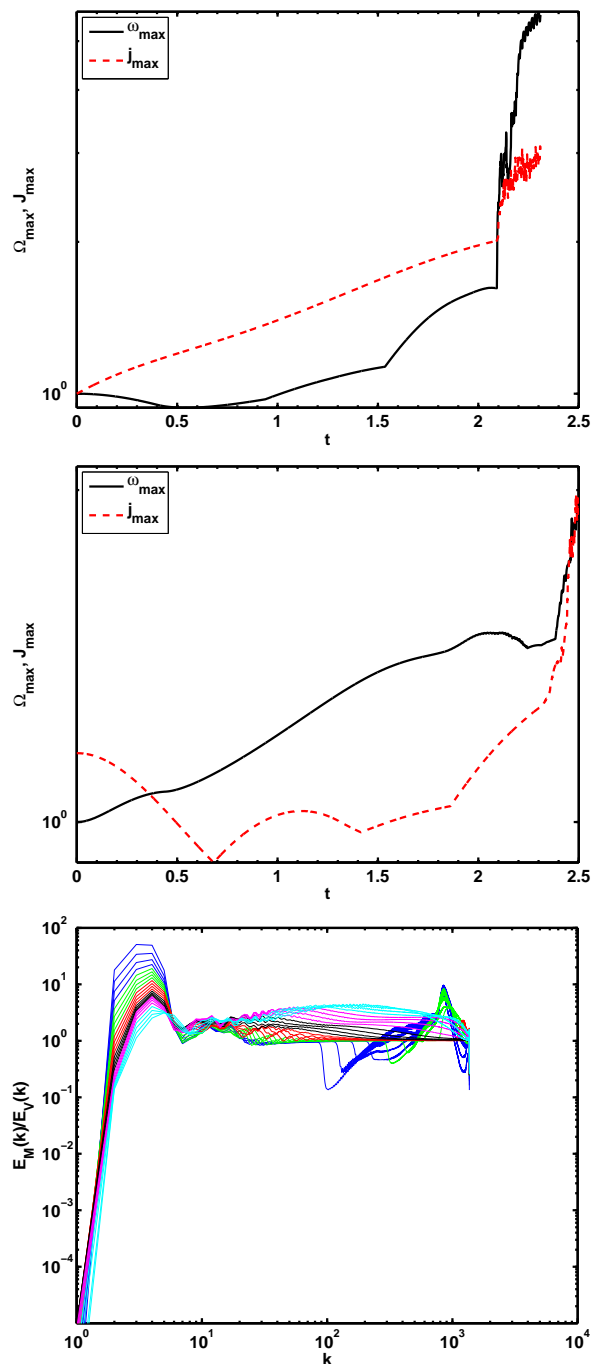 ω_max
j_max
Ω_max, J_max
10^0
0 0.5 1 1.5 2 2.5
t
ω_max
j_max
Ω_max, J_max
10^0
0 0.5 1 1.5 2 2.5
t
10^2
10^1
10^0
10^-1
10^-2
10^-3
10^-4
E_M(k)/E_V(k)
10^0 10^1 10^2 10^3 10^4
k